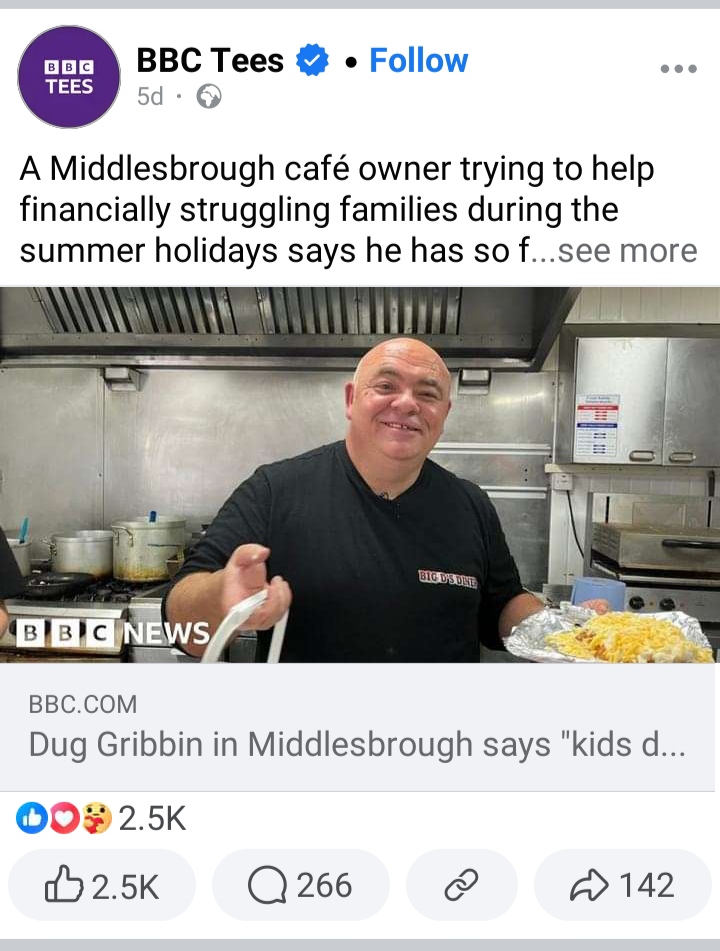 BBC
TEES
BBC Tees • Follow
5d ·
A Middlesbrough café owner trying to help
financially struggling families during the
summer holidays says he has so f...see more
BIG D'S DINE
BBC NEWS
BBC.COM
Dug Gribbin in Middlesbrough says "kids d...
2.5K
2.5K
266
142